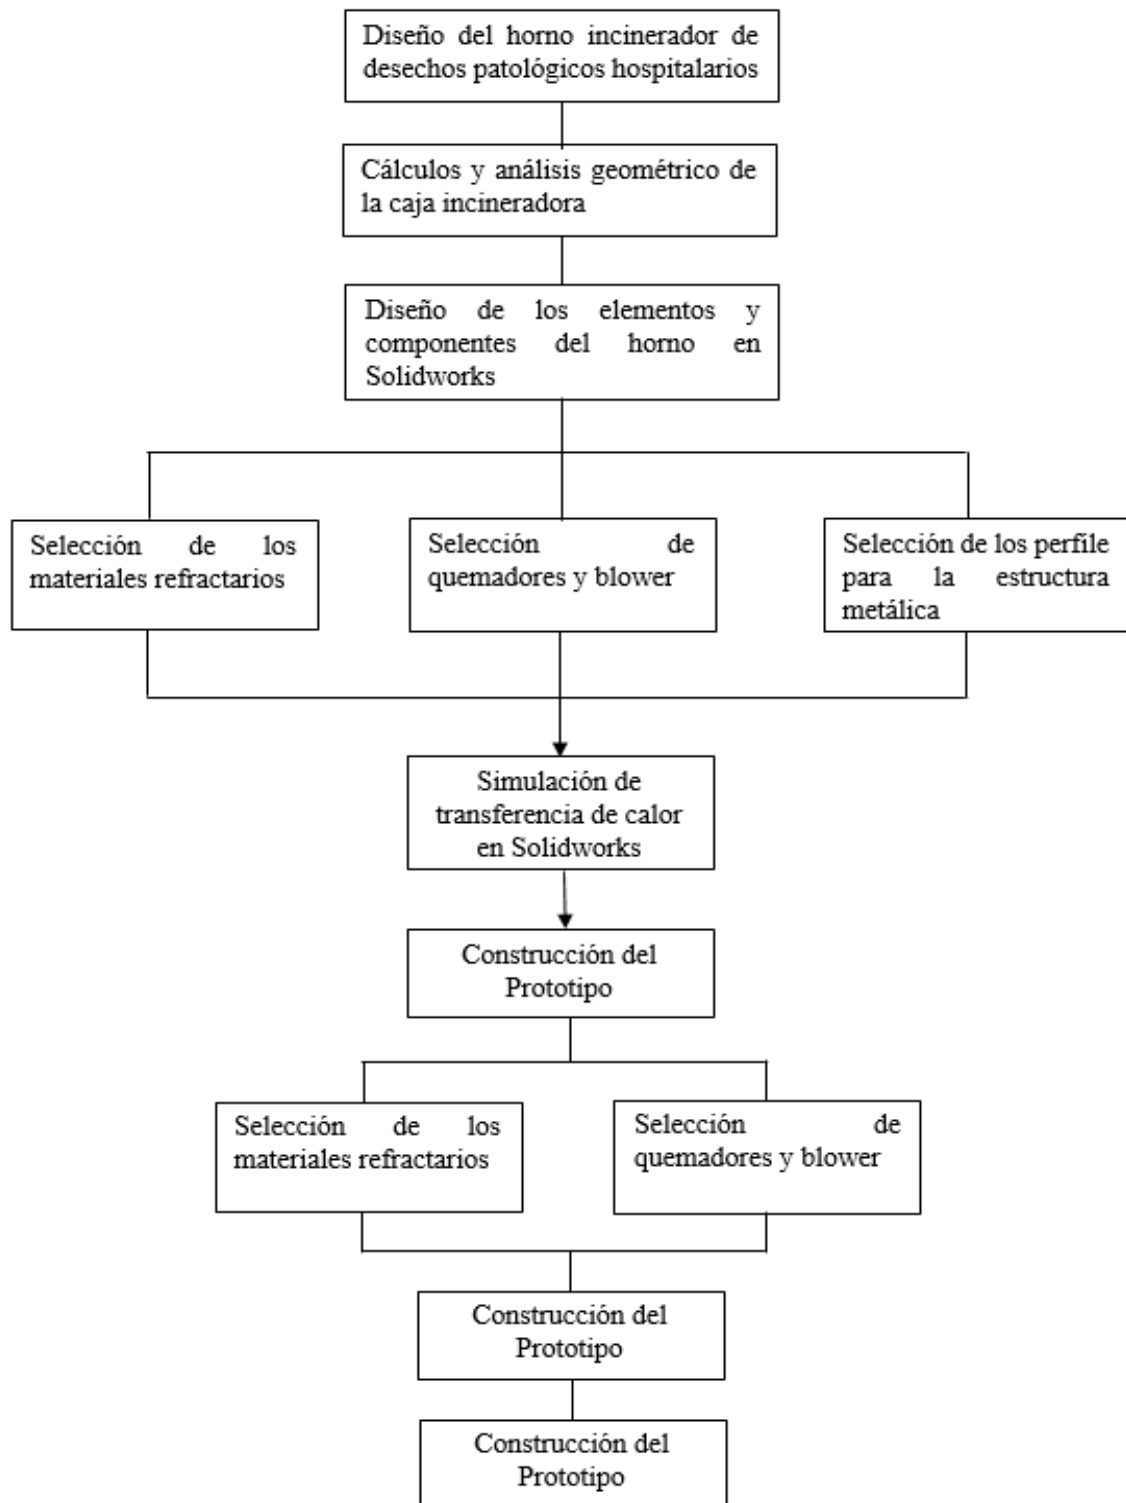 Diseño del horno incinerador de
desechos patológicos hospitalarios
Cálculos y análisis geométrico de
la caja incineradora
Diseño de los elementos y
componentes del horno en
Solidworks
Selección de los
materiales refractarios
Selección de
quemadores y blower
Selección de los perfile
para la estructura
metálica
Simulación de
transferencia de calor
en Solidworks
Construcción del
Prototipo
Selección de los
materiales refractarios
Selección de
quemadores y blower
Construcción del
Prototipo
Construcción del
Prototipo